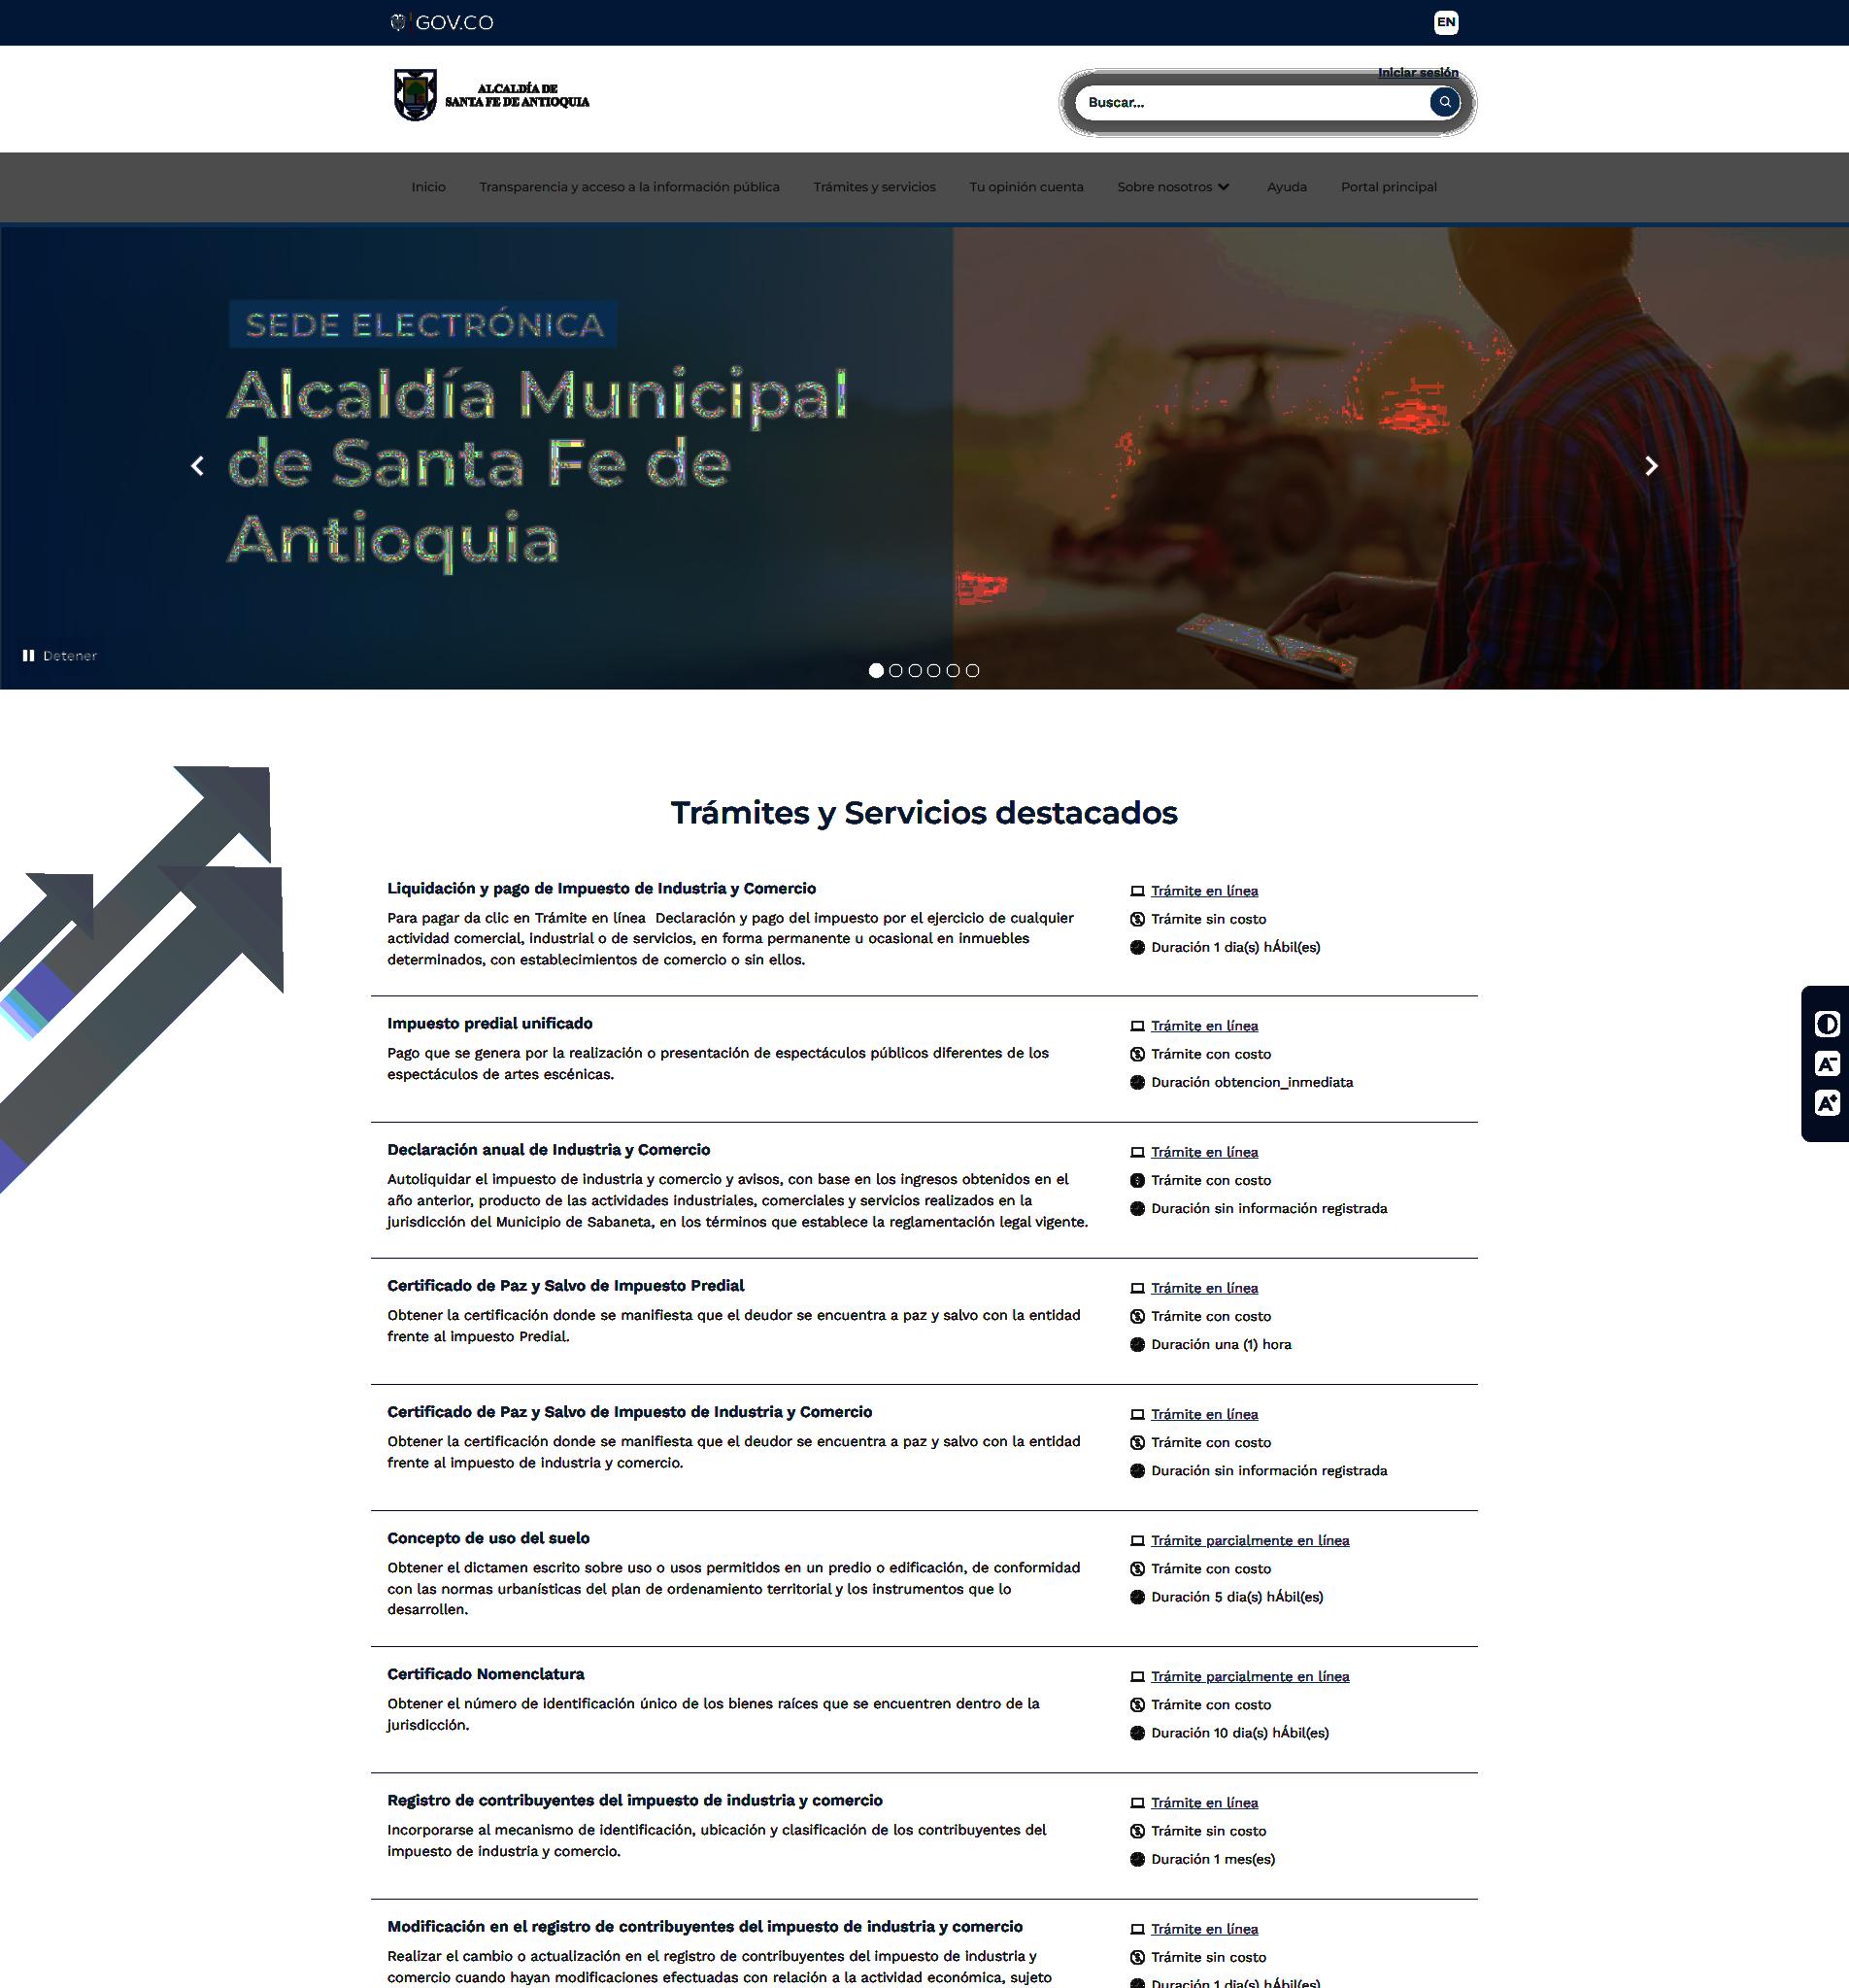 GOV.CO
EN
ALCALDÍA DE
SANTA FE DE ANTIOQUIA
Iniciar sesión
Buscar...
Inicio
Transparencia y acceso a la información pública
Trámites y servicios
Tu opinión cuenta
Sobre nosotros
Ayuda
Portal principal
SEDE ELECTRÓNICA
Alcaldía Municipal
de Santa Fe de
Antioquia
Detener
Trámites y Servicios destacados
Liquidación y pago de Impuesto de Industria y Comercio
Para pagar da clic en Trámite en línea  Declaración y pago del impuesto por el ejercicio de cualquier
actividad comercial, industrial o de servicios, en forma permanente u ocasional en inmuebles
determinados, con establecimientos de comercio o sin ellos.
Trámite en línea
Trámite sin costo
Duración 1 dia(s) hÁbil(es)
Impuesto predial unificado
Pago que se genera por la realización o presentación de espectáculos públicos diferentes de los
espectáculos de artes escénicas.
Trámite en línea
Trámite con costo
Duración obtencion_inmediata
Declaración anual de Industria y Comercio
Autoliquidar el impuesto de industria y comercio y avisos, con base en los ingresos obtenidos en el
año anterior, producto de las actividades industriales, comerciales y servicios realizados en la
jurisdicción del Municipio de Sabaneta, en los términos que establece la reglamentación legal vigente.
Trámite en línea
Trámite con costo
Duración sin información registrada
Certificado de Paz y Salvo de Impuesto Predial
Obtener la certificación donde se manifiesta que el deudor se encuentra a paz y salvo con la entidad
frente al impuesto Predial.
Trámite en línea
Trámite con costo
Duración una (1) hora
Certificado de Paz y Salvo de Impuesto de Industria y Comercio
Obtener la certificación donde se manifiesta que el deudor se encuentra a paz y salvo con la entidad
frente al impuesto de industria y comercio.
Trámite en línea
Trámite con costo
Duración sin información registrada
Concepto de uso del suelo
Obtener el dictamen escrito sobre uso o usos permitidos en un predio o edificación, de conformidad
con las normas urbanísticas del plan de ordenamiento territorial y los instrumentos que lo
desarrollen.
Trámite parcialmente en línea
Trámite con costo
Duración 5 dia(s) hÁbil(es)
Certificado Nomenclatura
Obtener el número de identificación único de los bienes raíces que se encuentren dentro de la
jurisdicción.
Trámite parcialmente en línea
Trámite con costo
Duración 10 dia(s) hÁbil(es)
Registro de contribuyentes del impuesto de industria y comercio
Incorporarse al mecanismo de identificación, ubicación y clasificación de los contribuyentes del
impuesto de industria y comercio.
Trámite en línea
Trámite sin costo
Duración 1 mes(es)
Modificación en el registro de contribuyentes del impuesto de industria y comercio
Realizar el cambio o actualización en el registro de contribuyentes del impuesto de industria y
comercio cuando hayan modificaciones efectuadas con relación a la actividad económica, sujeto
Trámite en línea
Trámite sin costo
Duración 1 dia(s) hÁbil(es)
A-
A+